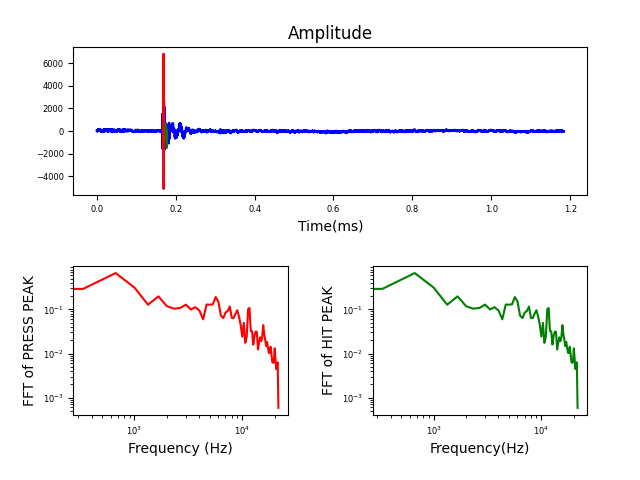 Amplitude
6000
4000
2000
0
−2000
−4000
0.0 0.2 0.4 0.6 0.8 1.0 1.2
Time(ms)
FFT of PRESS PEAK
10⁻¹
10⁻²
10⁻³
10³ 10⁴
Frequency (Hz)
FFT of HIT PEAK
10⁻¹
10⁻²
10⁻³
10³ 10⁴
Frequency(Hz)